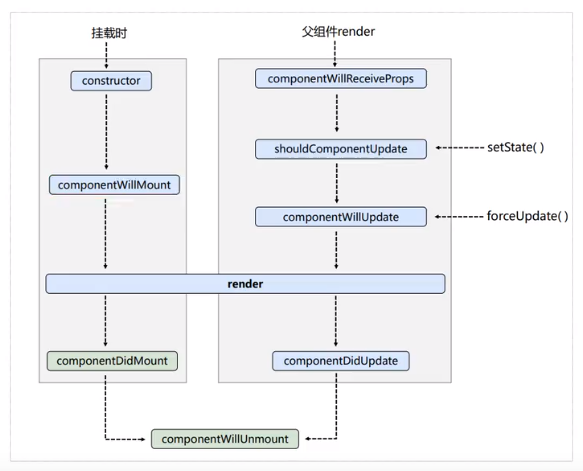 挂载时
父组件render
constructor
componentWillReceiveProps
shouldComponentUpdate
setState( )
componentWillMount
componentWillUpdate
forceUpdate( )
render
componentDidMount
componentDidUpdate
componentWillUnmount